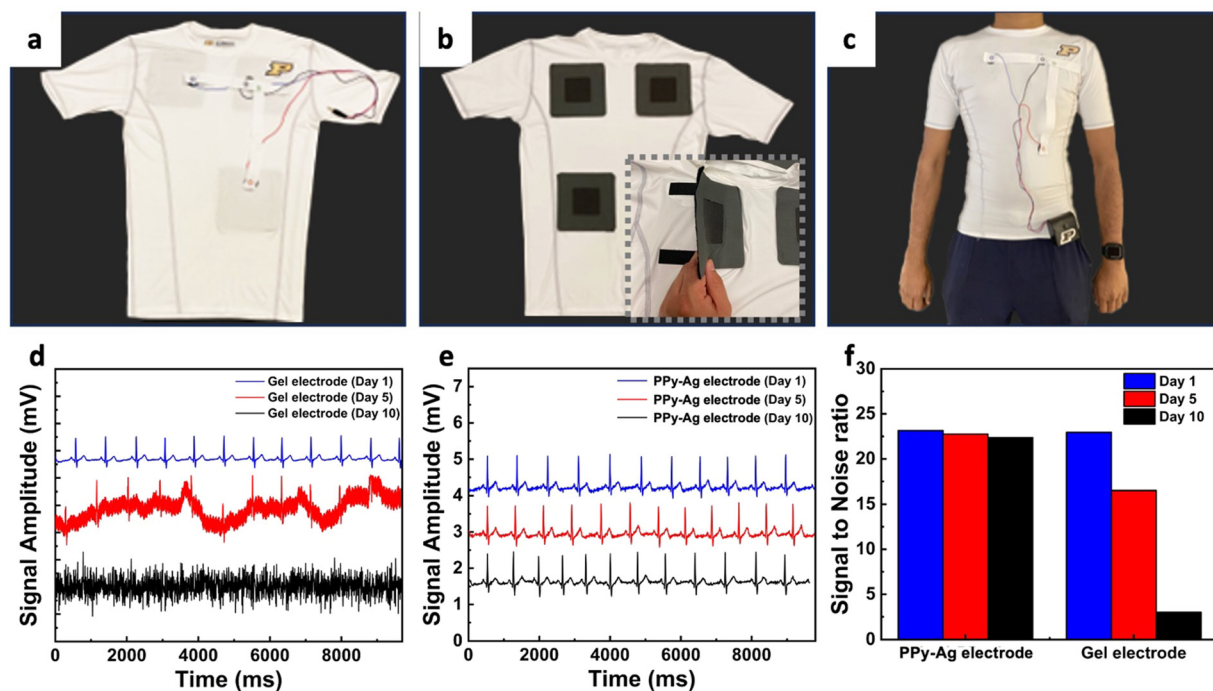 a
b
c
P
P
d
Gel electrode (Day 1)
Gel electrode (Day 5)
Gel electrode (Day 10)
Signal Amplitude (mV)
0
2000
4000
6000
8000
Time (ms)
e
PPy-Ag electrode (Day 1)
PPy-Ag electrode (Day 5)
PPy-Ag electrode (Day 10)
Signal Amplitude (mV)
7
6
5
4
3
2
1
0
0
2000
4000
6000
8000
Time (ms)
f
Day 1
Day 5
Day 10
Signal to Noise ratio
30
25
20
15
10
5
0
PPy-Ag electrode
Gel electrode